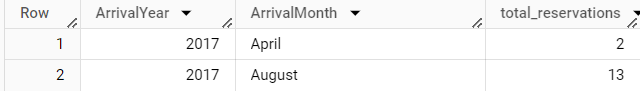 Row ArrivalYear ArrivalMonth total_reservations
1 2017 April 2
2 2017 August 13